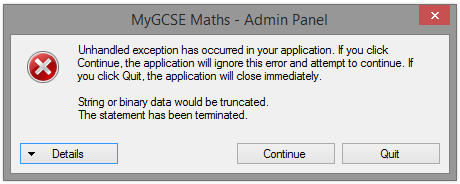 MyGCSE Maths - Admin Panel
Unhandled exception has occurred in your application. If you click
Continue, the application will ignore this error and attempt to continue. If
you click Quit, the application will close immediately.
String or binary data would be truncated.
The statement has been terminated.
Details Continue Quit